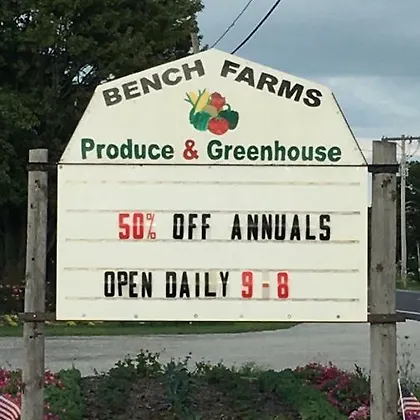 BENCH FARMS
Produce & Greenhouse
50% OFF ANNUALS
OPEN DAILY 9-8